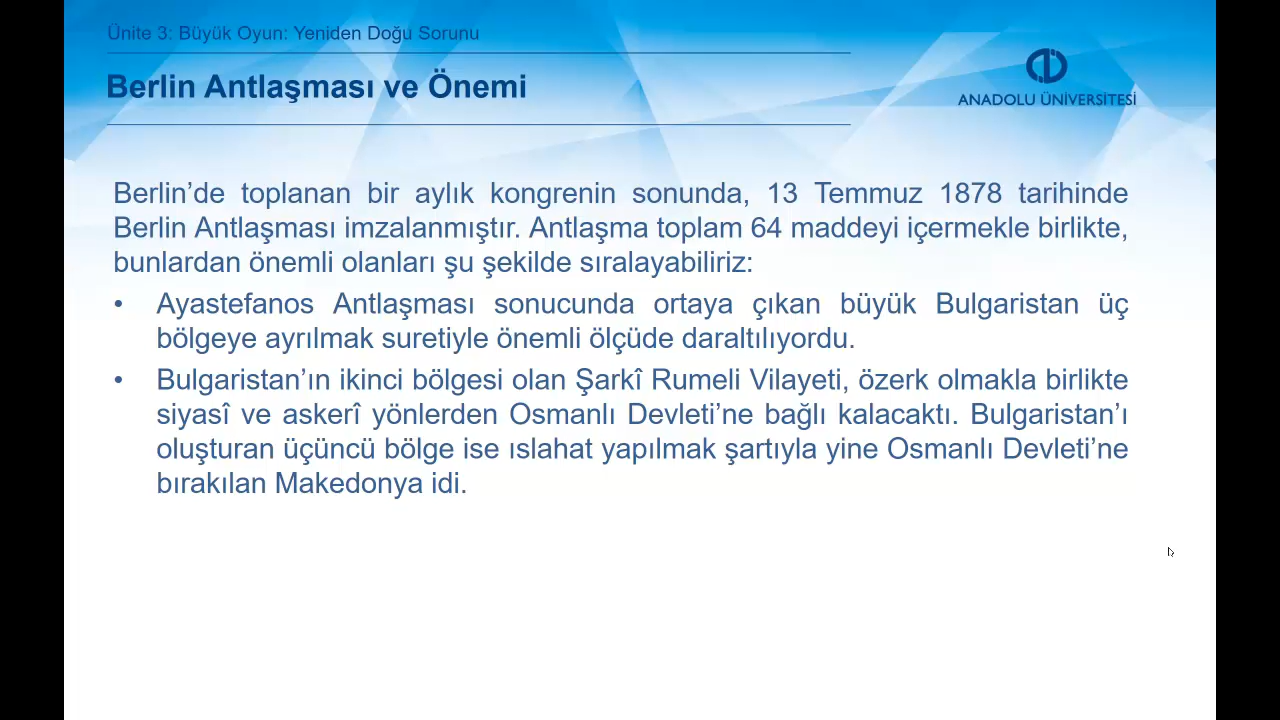 Ünite 3: Büyük Oyun: Yeniden Doğu Sorunu
Berlin Antlaşması ve Önemi
ANADOLU ÜNİVERSİTESİ
Berlin’de toplanan bir aylık kongrenin sonunda, 13 Temmuz 1878 tarihinde
Berlin Antlaşması imzalanmıştır. Antlaşma toplam 64 maddeyi içermekle birlikte,
bunlardan önemli olanları şu şekilde sıralayabiliriz:
• Ayastefanos Antlaşması sonucunda ortaya çıkan büyük Bulgaristan üç
bölgeye ayrılmak suretiyle önemli ölçüde daraltılıyordu.
• Bulgaristan’ın ikinci bölgesi olan Şarkî Rumeli Vilayeti, özerk olmakla birlikte
siyasî ve askerî yönlerden Osmanlı Devleti’ne bağlı kalacaktı. Bulgaristan’ı
oluşturan üçüncü bölge ise ıslahat yapılmak şartıyla yine Osmanlı Devleti’ne
bırakılan Makedonya idi.